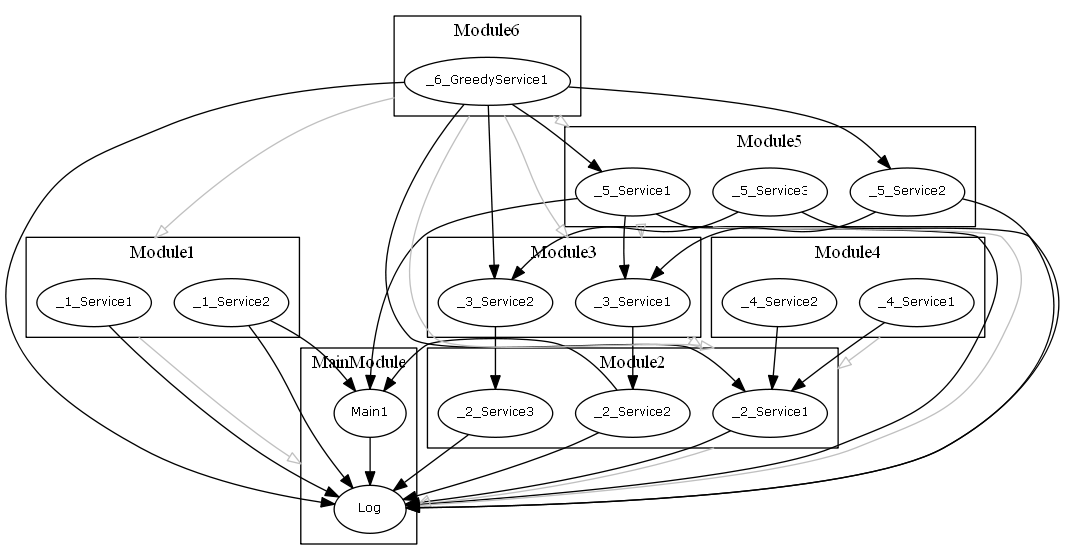 Module6
_6_GreedyService1
Module5
_5_Service1 _5_Service3 _5_Service2
Module1
Module3
Module4
_1_Service1 _1_Service2
_3_Service2 _3_Service1
_4_Service2 _4_Service1
MainModule
Module2
Main1
_2_Service3 _2_Service2 _2_Service1
Log